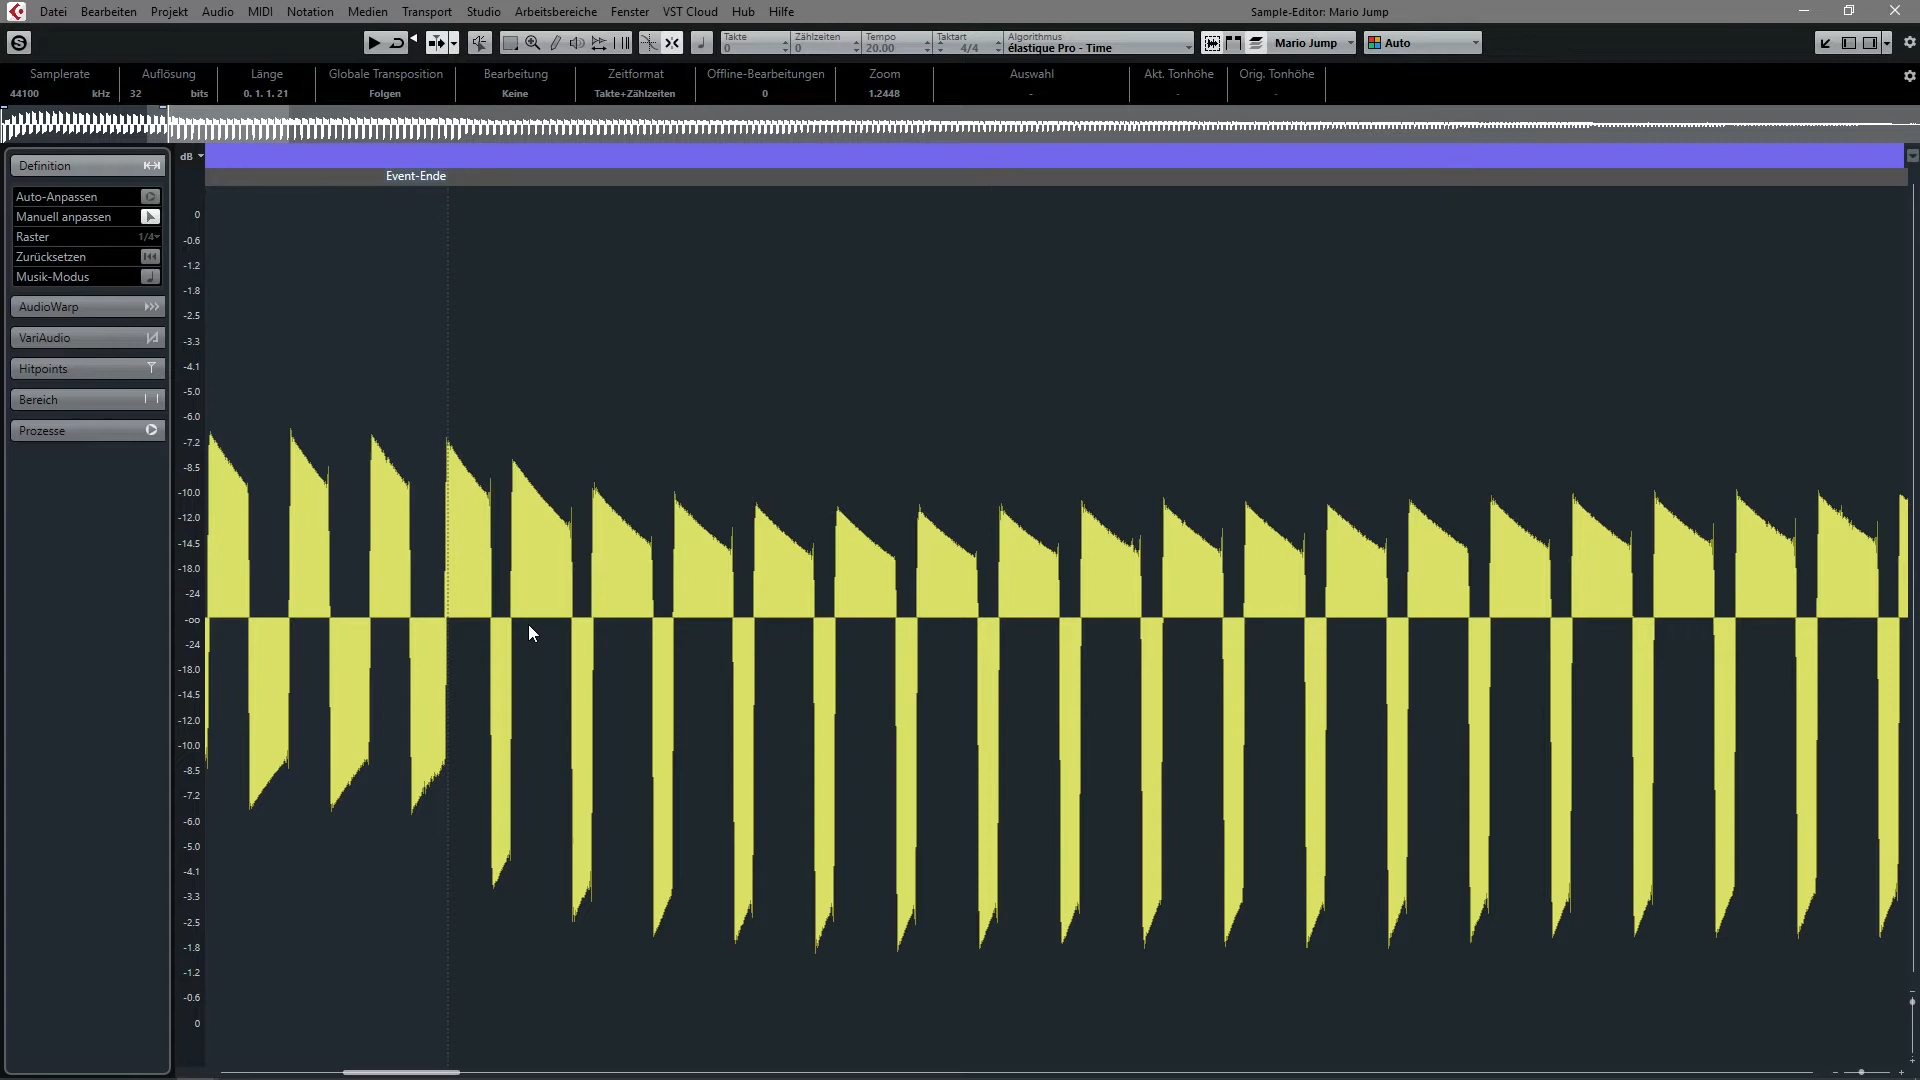 Datei Bearbeiten Projekt Audio MIDI Notation Medien Transport Studio Arbeitsbereiche Fenster VST Cloud Hub Hilfe Sample-Editor: Mario Jump
Takte Zählzeiten Tempo Taktart Algorithmus
0 0 20.00 4/4 élastique Pro - Time Mario Jump Auto
Samplerate Auflösung Länge Globale Transposition Bearbeitung Zeitformat Offline-Bearbeitungen Zoom Auswahl Akt. Tonhöhe Orig. Tonhöhe
44100 kHz 32 bits 0. 1. 1. 21 Folgen Keine Takte+Zählzeiten 0 1.2448 - - -
Definition
Auto-Anpassen
Manuell anpassen
Raster 1/4
Zurücksetzen
Musik-Modus
AudioWarp
VariAudio
Hitpoints
Bereich
Prozesse
dB
Event-Ende
0
-0.6
-1.2
-1.8
-2.5
-3.3
-4.1
-5.0
-6.0
-7.2
-8.5
-10.0
-12.0
-14.5
-18.0
-24
-oo
-24
-18.0
-14.5
-12.0
-10.0
-8.5
-7.2
-6.0
-5.0
-4.1
-3.3
-2.5
-1.8
-1.2
-0.6
0